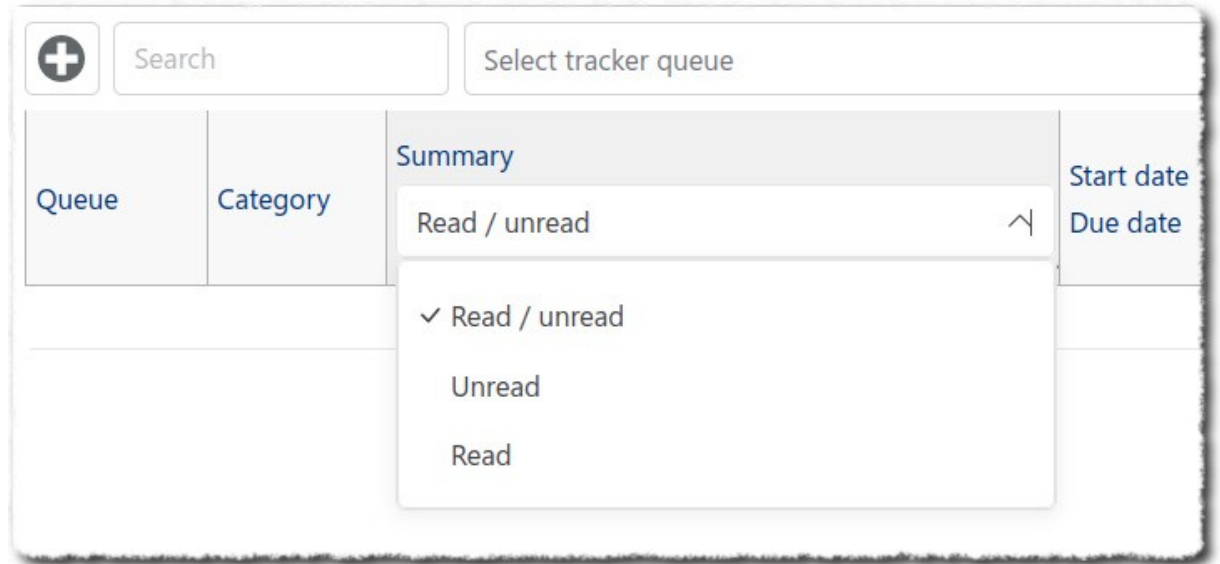 Search
Select tracker queue
Queue
Category
Summary
Read / unread
Start date
Due date
Read / unread
Unread
Read